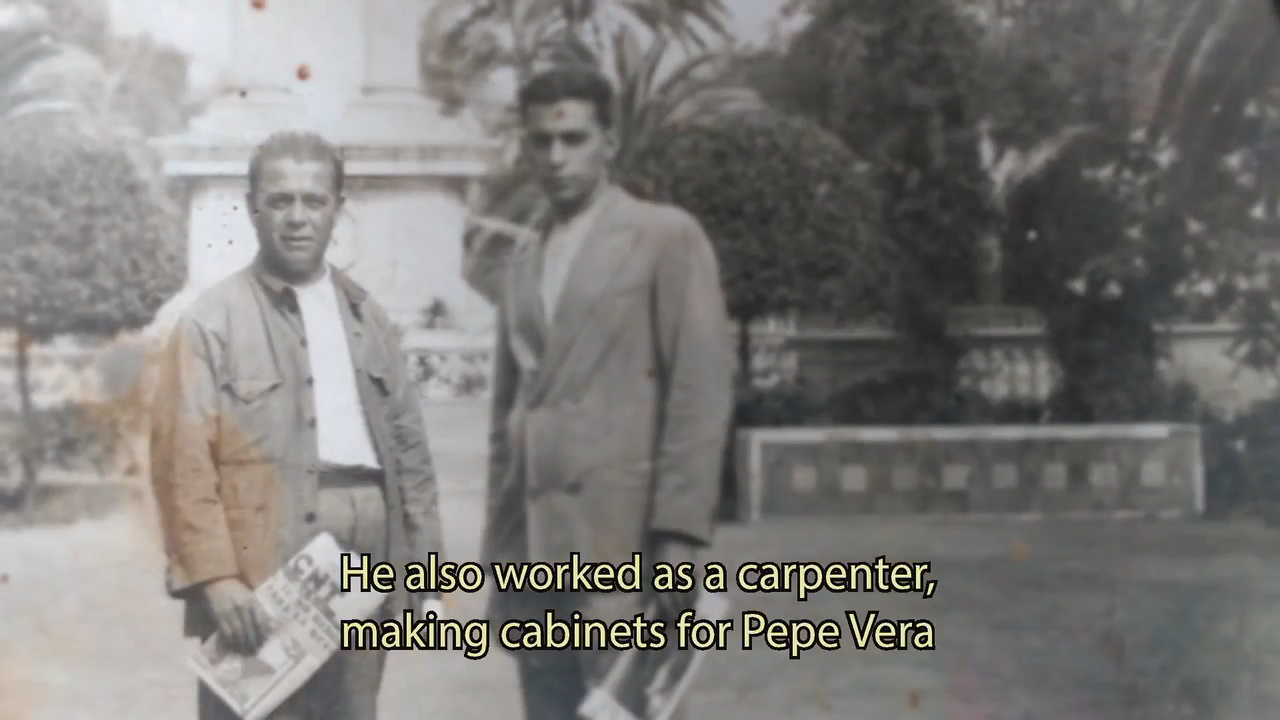 He also worked as a carpenter,
making cabinets for Pepe Vera